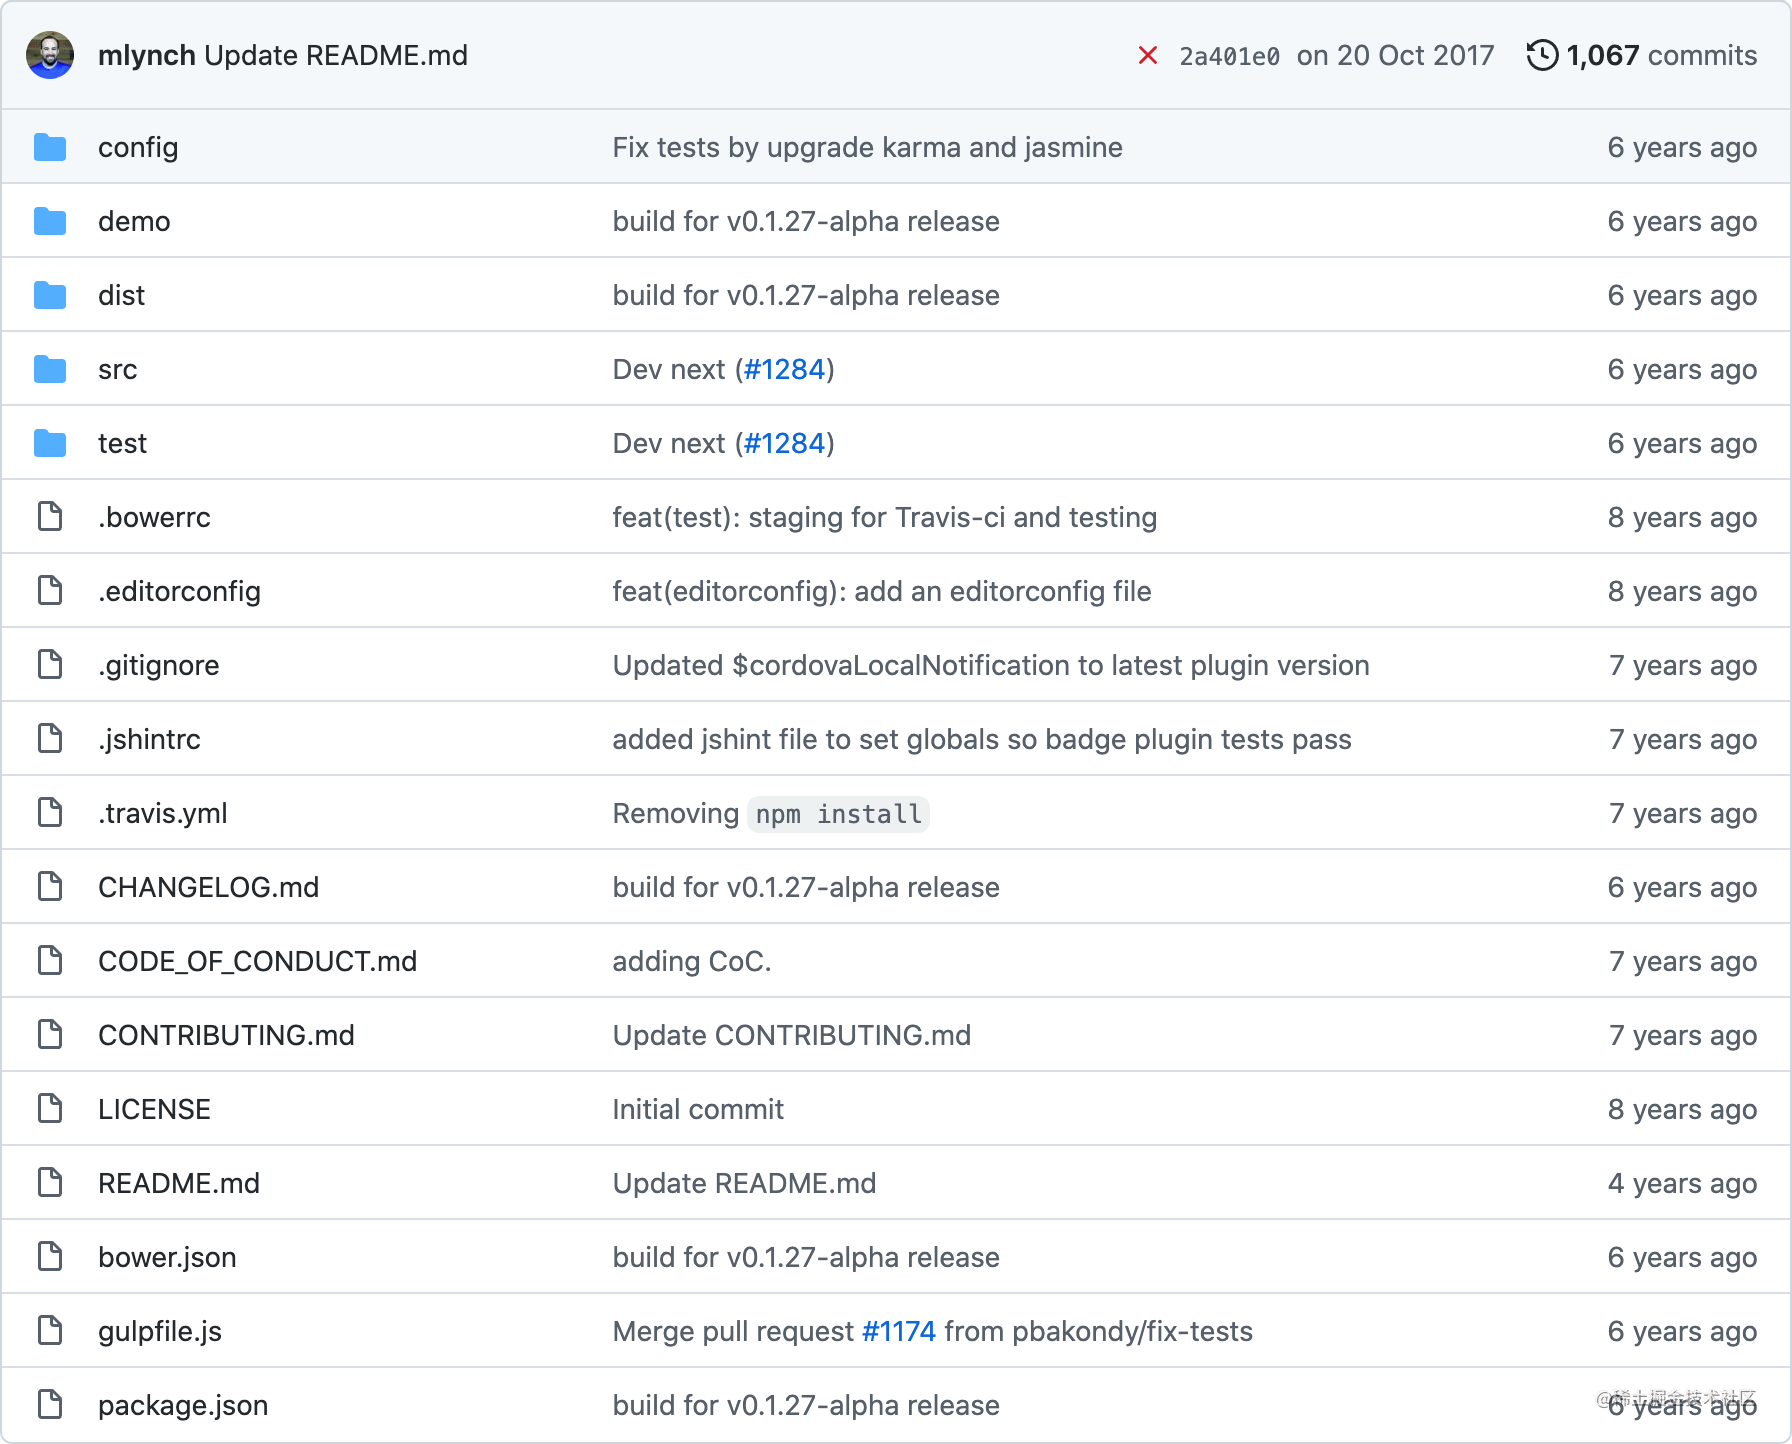 mlynch Update README.md 2a401e0 on 20 Oct 2017 1,067 commits
config Fix tests by upgrade karma and jasmine 6 years ago
demo build for v0.1.27-alpha release 6 years ago
dist build for v0.1.27-alpha release 6 years ago
src Dev next (#1284) 6 years ago
test Dev next (#1284) 6 years ago
.bowerrc feat(test): staging for Travis-ci and testing 8 years ago
.editorconfig feat(editorconfig): add an editorconfig file 8 years ago
.gitignore Updated $cordovaLocalNotification to latest plugin version 7 years ago
.jshintrc added jshint file to set globals so badge plugin tests pass 7 years ago
.travis.yml Removing npm install 7 years ago
CHANGELOG.md build for v0.1.27-alpha release 6 years ago
CODE_OF_CONDUCT.md adding CoC. 7 years ago
CONTRIBUTING.md Update CONTRIBUTING.md 7 years ago
LICENSE Initial commit 8 years ago
README.md Update README.md 4 years ago
bower.json build for v0.1.27-alpha release 6 years ago
gulpfile.js Merge pull request #1174 from pbakondy/fix-tests 6 years ago
package.json build for v0.1.27-alpha release 6 years ago
@稀土掘金技术社区